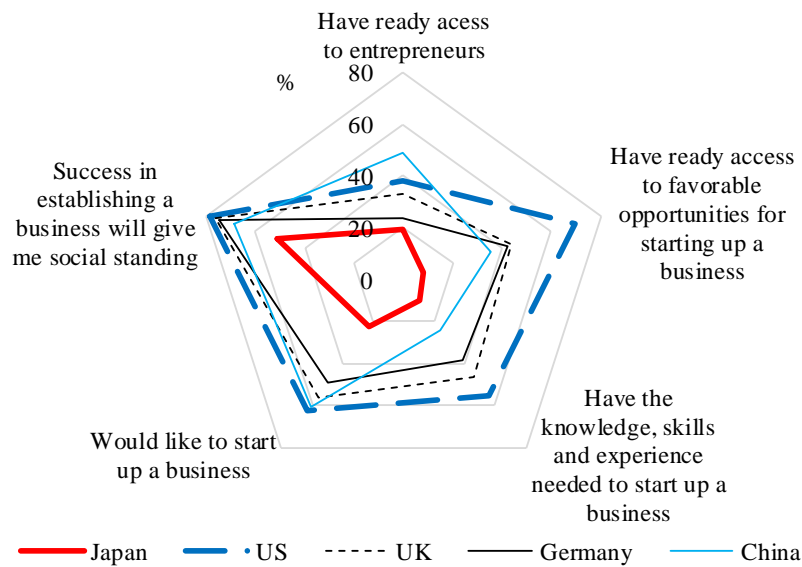 Have ready acess
to entrepreneurs
80
%
60
40
20
0
Have ready access
to favorable
opportunities for
starting up a
business
Have the
knowledge, skills
and experience
needed to start up a
business
Would like to start
up a business
Success in
establishing a
business will give
me social standing
Japan
US
UK
Germany
China